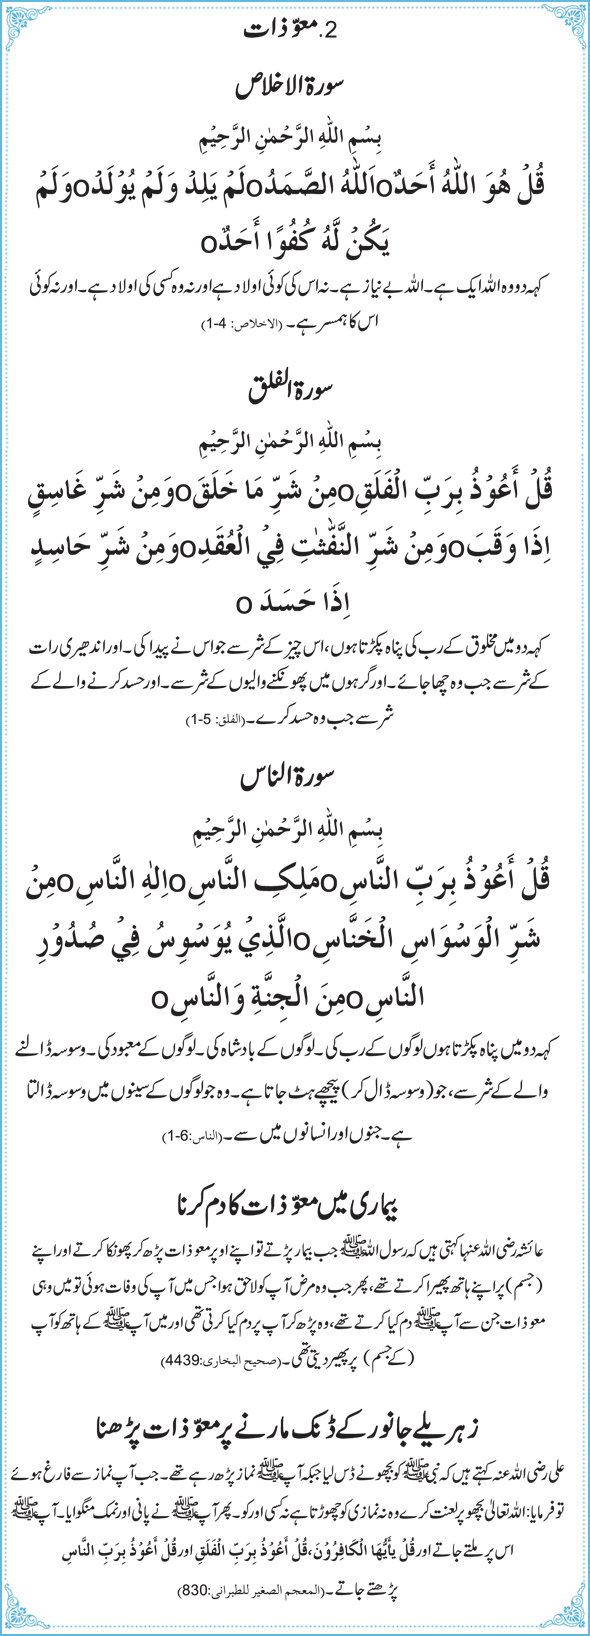 2. معوّذات
سورۃ الاخلاص
بِسۡمِ اللّٰہِ الرَّحۡمٰنِ الرَّحِیۡمِ
قُلۡ هُوَ اللّٰهُ أَحَدٌo اَللّٰهُ الصَّمَدُo لَمۡ یَلِدۡ وَلَمۡ یُوۡلَدۡo وَلَمۡ
یَکُنۡ لَّهُ کُفُوًا أَحَدٌo
کہہ دو وہ اللہ ایک ہے۔ اللہ بے نیاز ہے۔ نہ اس کی کوئی اولاد ہے اور نہ وہ کسی کی اولاد ہے۔ اور نہ کوئی
اس کا ہمسر ہے۔ (الاخلاص: 4-1)
سورۃ الفلق
بِسۡمِ اللّٰہِ الرَّحۡمٰنِ الرَّحِیۡمِ
قُلۡ أَعُوۡذُ بِرَبِّ الۡفَلَقِo مِنۡ شَرِّ مَا خَلَقَo وَمِنۡ شَرِّ غَاسِقٍ
اِذَا وَقَبَo وَمِنۡ شَرِّ النَّفّٰثٰتِ فِيۡ الۡعُقَدِo وَمِنۡ شَرِّ حَاسِدٍ
اِذَا حَسَدَ o
کہہ دو میں مخلوق کے رب کی پناہ پکڑتا ہوں، اس چیز کے شر سے جو اس نے پیدا کی۔ اور اندھیری رات
کے شر سے جب وہ چھا جائے۔ اور گرہوں میں پھونکنے والیوں کے شر سے۔ اور حسد کرنے والے کے
شر سے جب وہ حسد کرے۔ (الفلق: 5-1)
سورۃ الناس
بِسۡمِ اللّٰہِ الرَّحۡمٰنِ الرَّحِیۡمِ
قُلۡ أَعُوۡذُ بِرَبِّ النَّاسِo مَلِکِ النَّاسِo اِلٰهِ النَّاسِo مِنۡ
شَرِّ الۡوَسۡوَاسِ الۡخَنَّاسِo الَّذِيۡ یُوَسۡوِسُ فِيۡ صُدُوۡرِ
النَّاسِo مِنَ الۡجِنَّةِ وَالنَّاسِo
کہہ دو میں پناہ پکڑتا ہوں لوگوں کے رب کی۔ لوگوں کے بادشاہ کی۔ لوگوں کے معبود کی۔ وسوسہ ڈالنے
والے کے شر سے، جو (وسوسہ ڈال کر) پیچھے ہٹ جاتا ہے۔ وہ جو لوگوں کے سینوں میں وسوسہ ڈالتا
ہے۔ جنوں اور انسانوں میں سے۔ (الناس: 6-1)
بیماری میں معوّذات کا دم کرنا
عائشہ رضی اللہ عنہا کہتی ہیں کہ رسول اللہ ﷺ جب بیمار پڑتے تو اپنے اوپر معوذات پڑھ کر پھونکا کرتے اور اپنے
(جسم) پر اپنے ہاتھ پھیرا کرتے تھے، پھر جب وہ مرض آپ کو لاحق ہوا جس میں آپ کی وفات ہوئی تو میں وہی
معوذات جن سے آپ ﷺ دم کیا کرتے تھے، وہ پڑھ کر آپ پر دم کیا کرتی تھی اور میں آپ ﷺ کے ہاتھ کو آپ
(کے جسم) پر پھیر دیتی تھی۔ (صحیح البخاری: 4439)
زہریلے جانور کے ڈنک مارنے پر معوّذات پڑھنا
علی رضی اللہ عنہ کہتے ہیں کہ نبی ﷺ کو بچھو نے ڈس لیا جبکہ آپ ﷺ نماز پڑھ رہے تھے۔ جب آپ نماز سے فارغ ہوئے
تو فرمایا: اللہ تعالیٰ بچھو پر لعنت کرے وہ نہ نمازی کو چھوڑتا ہے نہ کسی اور کو۔ پھر آپ ﷺ نے پانی اور نمک منگوایا۔ آپ ﷺ
اس پر ملتے جاتے اور قُلۡ یٰأَیُّهَا الۡکَافِرُوۡنَ، قُلۡ أَعُوۡذُ بِرَبِّ الۡفَلَقِ اور قُلۡ أَعُوۡذُ بِرَبِّ النَّاسِ
پڑھتے جاتے۔ (المعجم الصغیر للطبرانی: 830)